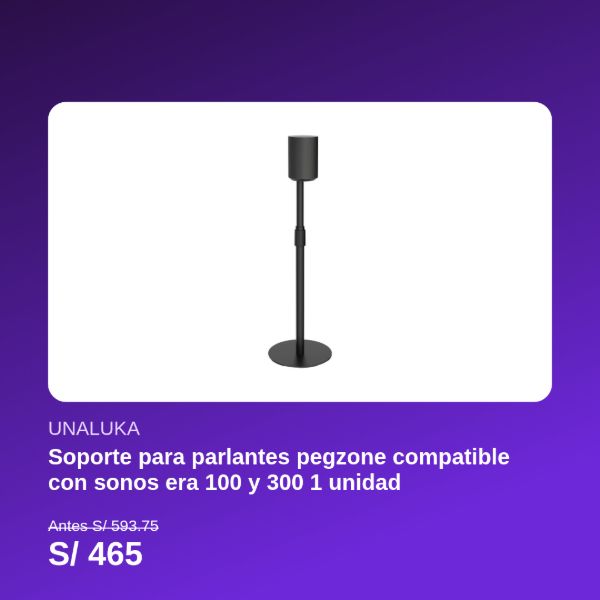 UNALUKA
Soporte para parlantes pegzone compatible
con sonos era 100 y 300 1 unidad
Antes S/ 593.75
S/ 465